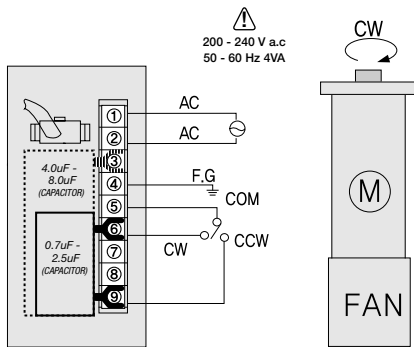 200 - 240 V a.c
50 - 60 Hz 4VA
CW
① AC
② AC
③
4.0uF -
8.0uF
(CAPACITOR)
④ F.G
⑤ COM
⑥ CW CCW
0.7uF -
2.5uF
(CAPACITOR)
⑦
⑧
⑨
M
FAN